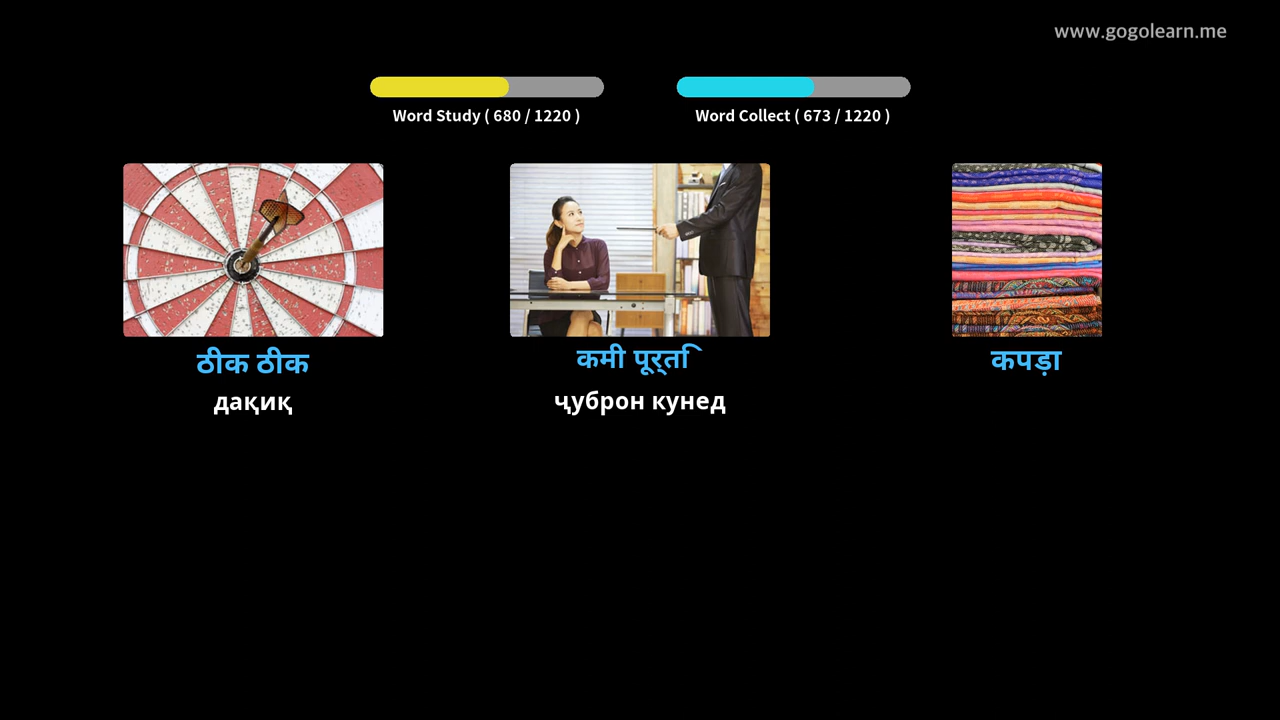 www.gogolearn.me
Word Study ( 680 / 1220 )
Word Collect ( 673 / 1220 )
ठीक ठीक
дақиқ
कमी पूर्ति
ҷуброн кунед
कपड़ा